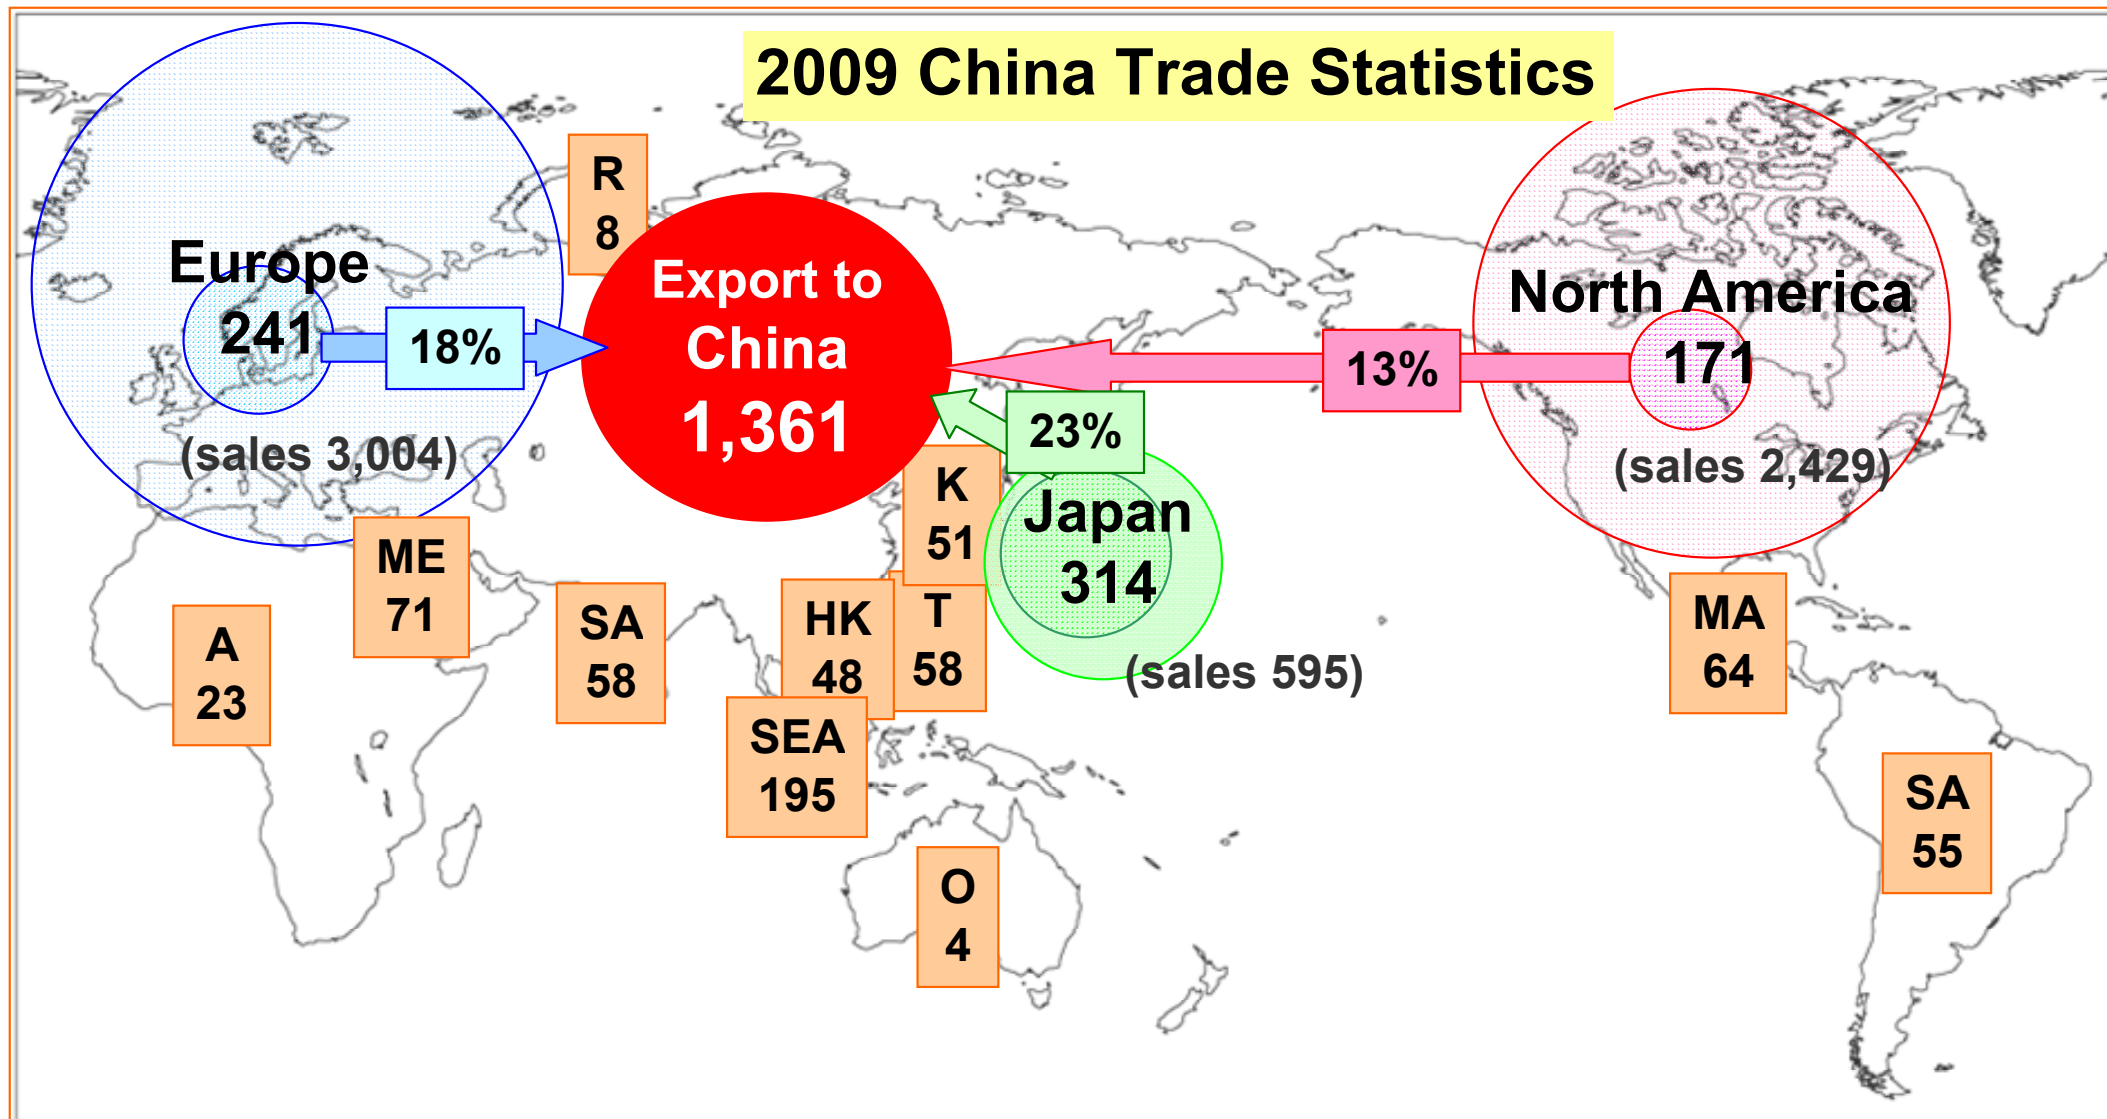 2009 China Trade Statistics
R
8
Europe
241
18%
(sales 3,004)
Export to
China
1,361
North America
171
13%
(sales 2,429)
23%
Japan
314
(sales 595)
K
51
ME
71
A
23
SA
58
HK
48
T
58
SEA
195
O
4
MA
64
SA
55